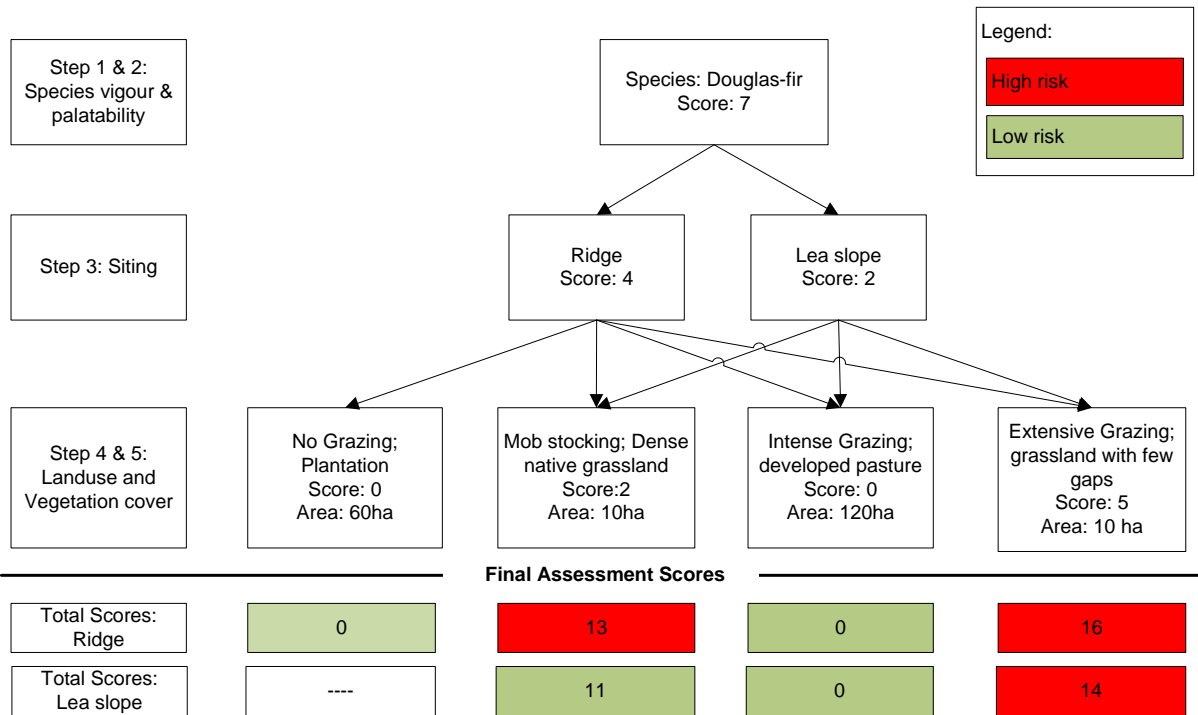 Legend:
High risk
Low risk
Step 1 & 2:
Species vigour &
palatability
Species: Douglas-fir
Score: 7
Step 3: Siting
Ridge
Score: 4
Lea slope
Score: 2
Step 4 & 5:
Landuse and
Vegetation cover
No Grazing;
Plantation
Score: 0
Area: 60ha
Mob stocking; Dense
native grassland
Score:2
Area: 10ha
Intense Grazing;
developed pasture
Score: 0
Area: 120ha
Extensive Grazing;
grassland with few
gaps
Score: 5
Area: 10 ha
Final Assessment Scores
Total Scores:
Ridge
0
13
0
16
Total Scores:
Lea slope
----
11
0
14